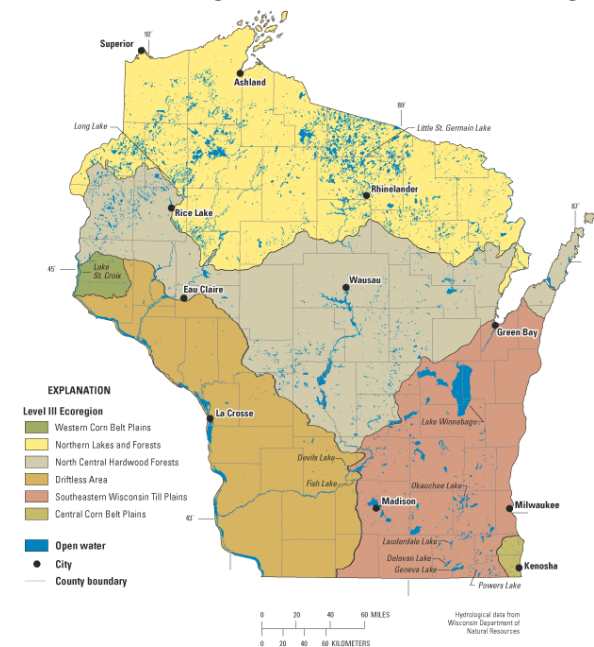 92°
Superior
Ashland
89°
Long Lake
Little St. Germain Lake
Rhinelander
Rice Lake
87°
45°
Lake
St. Croix
Wausau
Eau Claire
Green Bay
EXPLANATION
Level III Ecoregion
Western Corn Belt Plains
Northern Lakes and Forests
North Central Hardwood Forests
Driftless Area
Southeastern Wisconsin Till Plains
Central Corn Belt Plains
Open water
City
County boundary
La Crosse
Lake Winnebago
Devils Lake
Fish Lake
Okauchee Lake
Madison
Milwaukee
43°
Lauderdale Lake
Delavan Lake
Geneva Lake
Kenosha
Powers Lake
0 20 40 60 MILES
0 20 40 60 KILOMETERS
Hydrological data from
Wisconsin Department of
Natural Resources